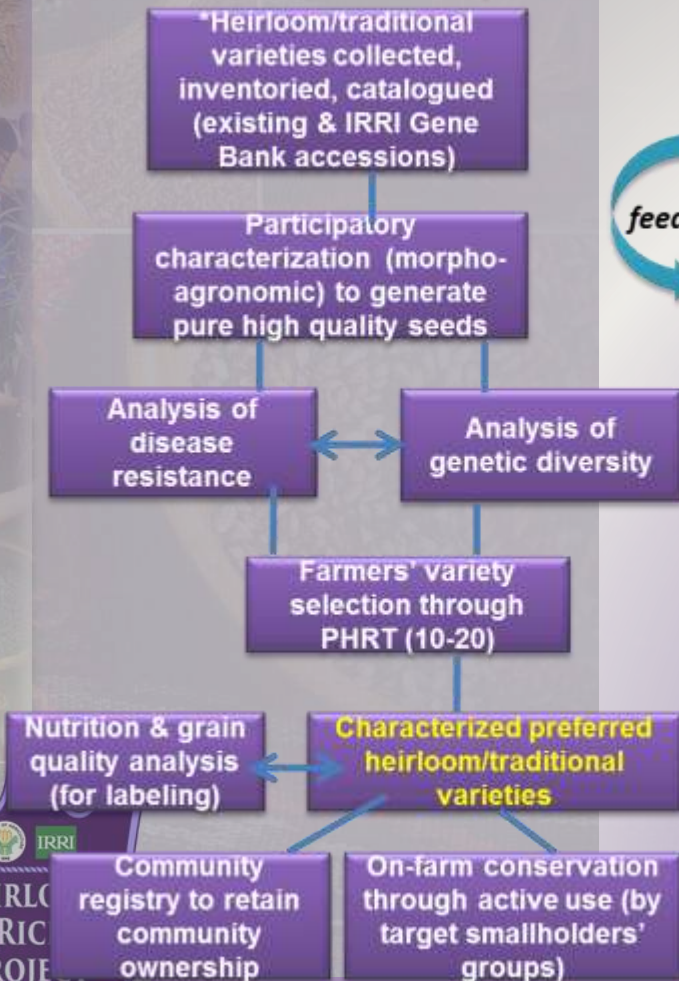 *Heirloom/traditional
varieties collected,
inventoried, catalogued
(existing & IRRI Gene
Bank accessions)
Participatory
characterization (morpho-
agronomic) to generate
pure high quality seeds
Analysis of
disease
resistance
Analysis of
genetic diversity
Farmers' variety
selection through
PHRT (10-20)
Nutrition & grain
quality analysis
(for labeling)
Characterized preferred
heirloom/traditional
varieties
IRRI
Community
registry to retain
community
ownership
On-farm conservation
through active use (by
target smallholders'
groups)